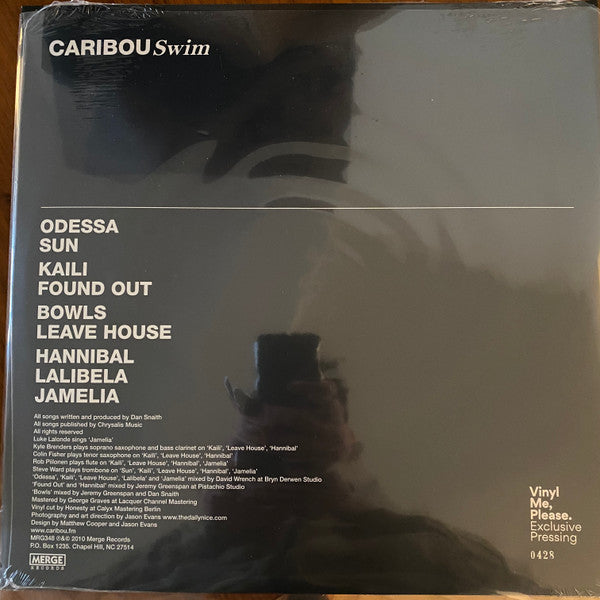 CARIBOU Swim
ODESSA
SUN
KAILI
FOUND OUT
BOWLS
LEAVE HOUSE
HANNIBAL
LALIBELA
JAMELIA
All songs written and produced by Dan Snaith
All songs published by Chrysalis Music
All rights reserved
Luke Lalonde sings 'Jamelia'
Kyle Brenders plays soprano saxophone and bass clarinet on 'Kaili', 'Leave House', 'Hannibal'
Colin Fisher plays tenor saxophone on 'Kaili', 'Leave House', 'Hannibal'
Rob Piilonen plays flute on 'Kaili', 'Leave House', 'Hannibal', 'Jamelia'
Steve Ward plays trombone on 'Sun', 'Kaili', 'Leave House', 'Hannibal', 'Jamelia'
'Odessa', 'Kaili', 'Leave House', 'Lalibela' and 'Jamelia' mixed by David Wrench at Bryn Derwen Studio
'Found Out' and 'Hannibal' mixed by Jeremy Greenspan at Pistachio Studio
'Bowls' mixed by Jeremy Greenspan and Dan Snaith
Mastered by George Graves at Lacquer Channel Mastering
Vinyl cut by Honesty at Calyx Mastering Berlin
Photography and art direction by Jason Evans www.thedailynice.com
Design by Matthew Cooper and Jason Evans
www.caribou.fm
MRG348 ℗&© 2010 Merge Records
P.O. Box 1235. Chapel Hill, NC 27514
MERGE
RECORDS
Vinyl
Me,
Please.
Exclusive
Pressing
0428